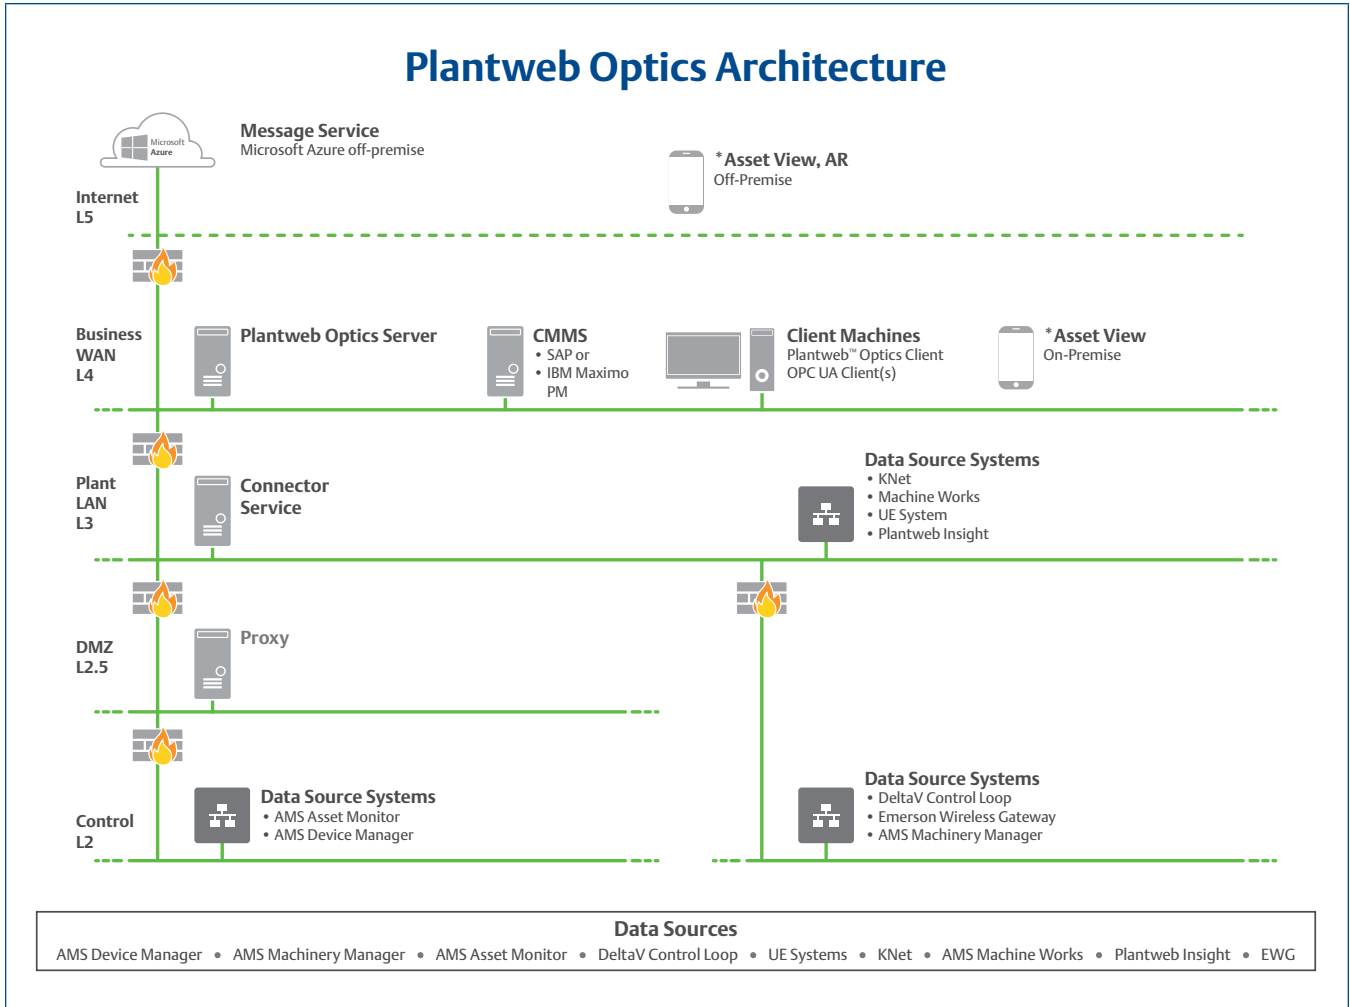 Plantweb Optics Architecture
Microsoft
Azure
Message Service
Microsoft Azure off-premise
*Asset View, AR
Off-Premise
Internet
L5
Business
WAN
L4
Plantweb Optics Server
CMMS
• SAP or
• IBM Maximo
PM
Client Machines
Plantweb™ Optics Client
OPC UA Client(s)
*Asset View
On-Premise
Plant
LAN
L3
Connector
Service
Data Source Systems
• KNet
• Machine Works
• UE System
• Plantweb Insight
DMZ
L2.5
Proxy
Control
L2
Data Source Systems
• AMS Asset Monitor
• AMS Device Manager
Data Source Systems
• DeltaV Control Loop
• Emerson Wireless Gateway
• AMS Machinery Manager
Data Sources
AMS Device Manager • AMS Machinery Manager • AMS Asset Monitor • DeltaV Control Loop • UE Systems • KNet • AMS Machine Works • Plantweb Insight • EWG